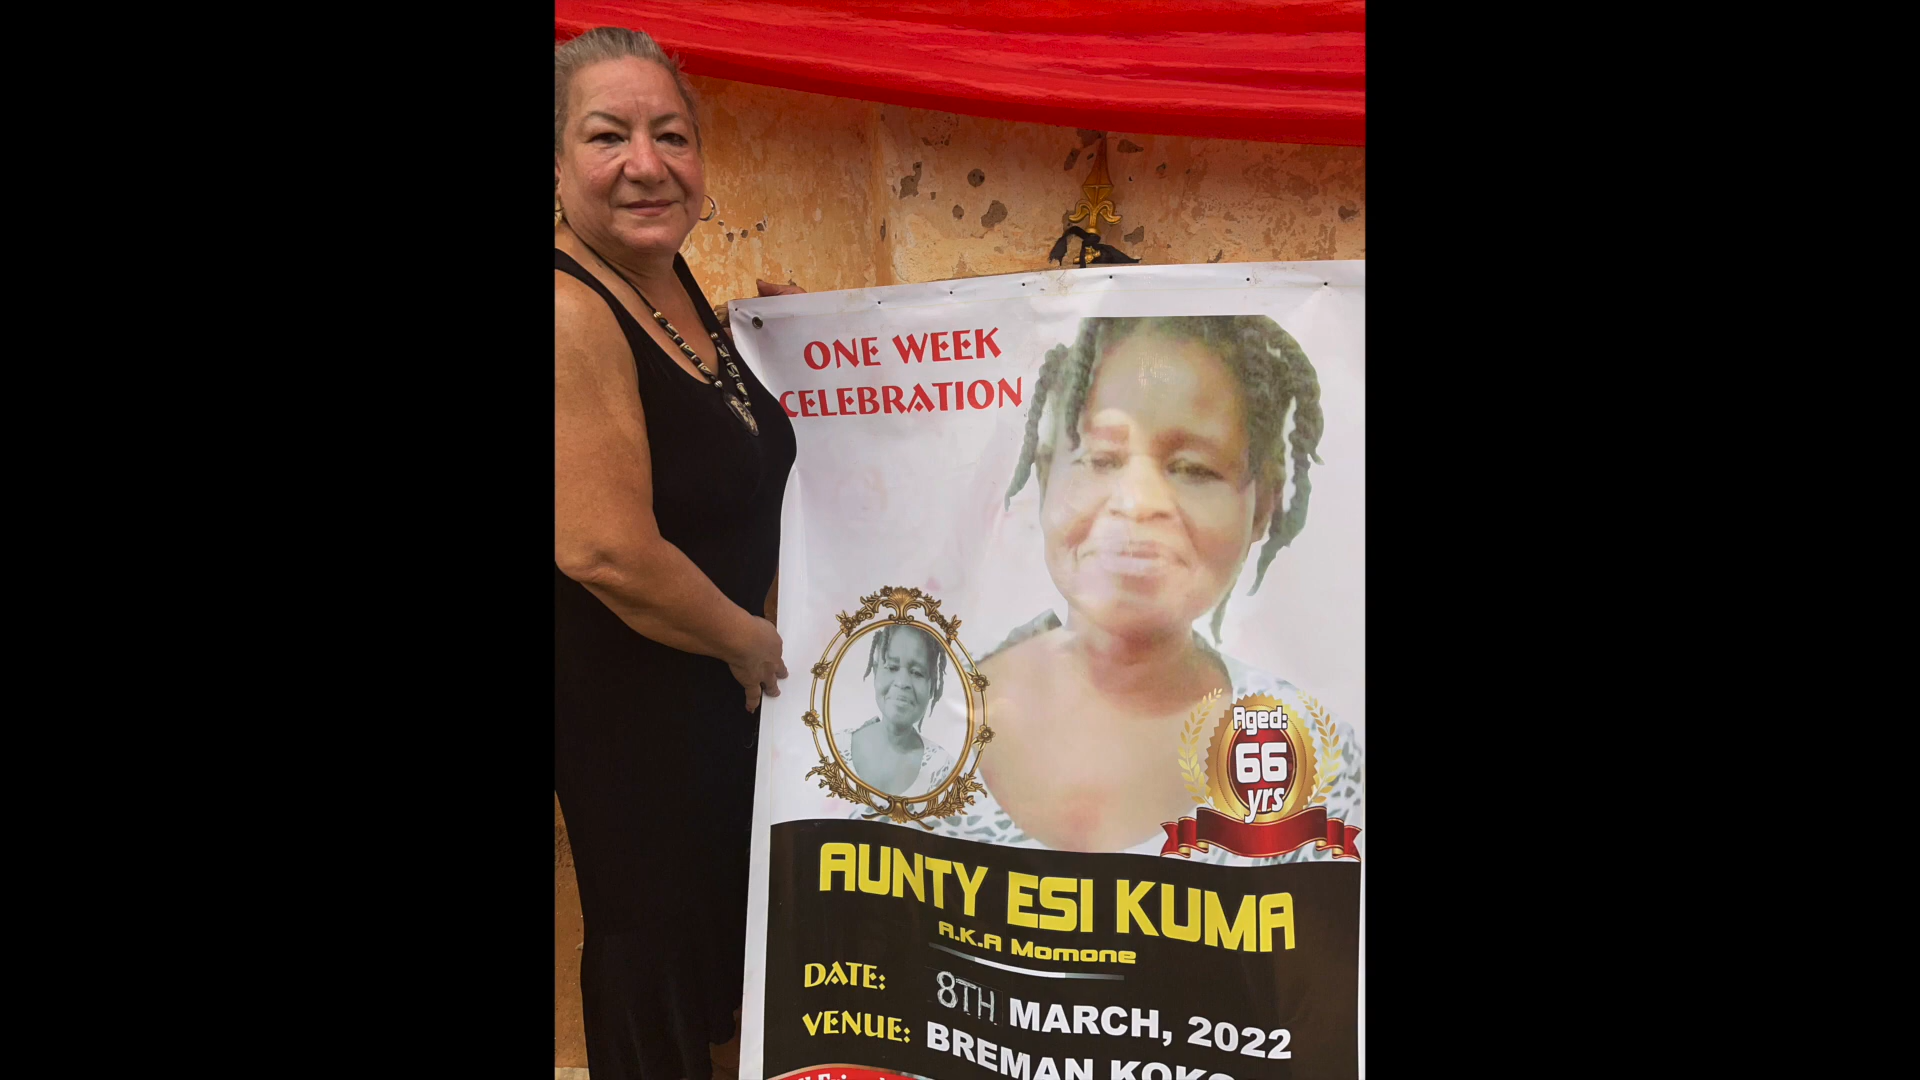 ONE WEEK
CELEBRATION
Aged:
66
yrs
AUNTY ESI KUMA
A.K.A Momone
DATE: 8TH MARCH, 2022
VENUE: BREMAN